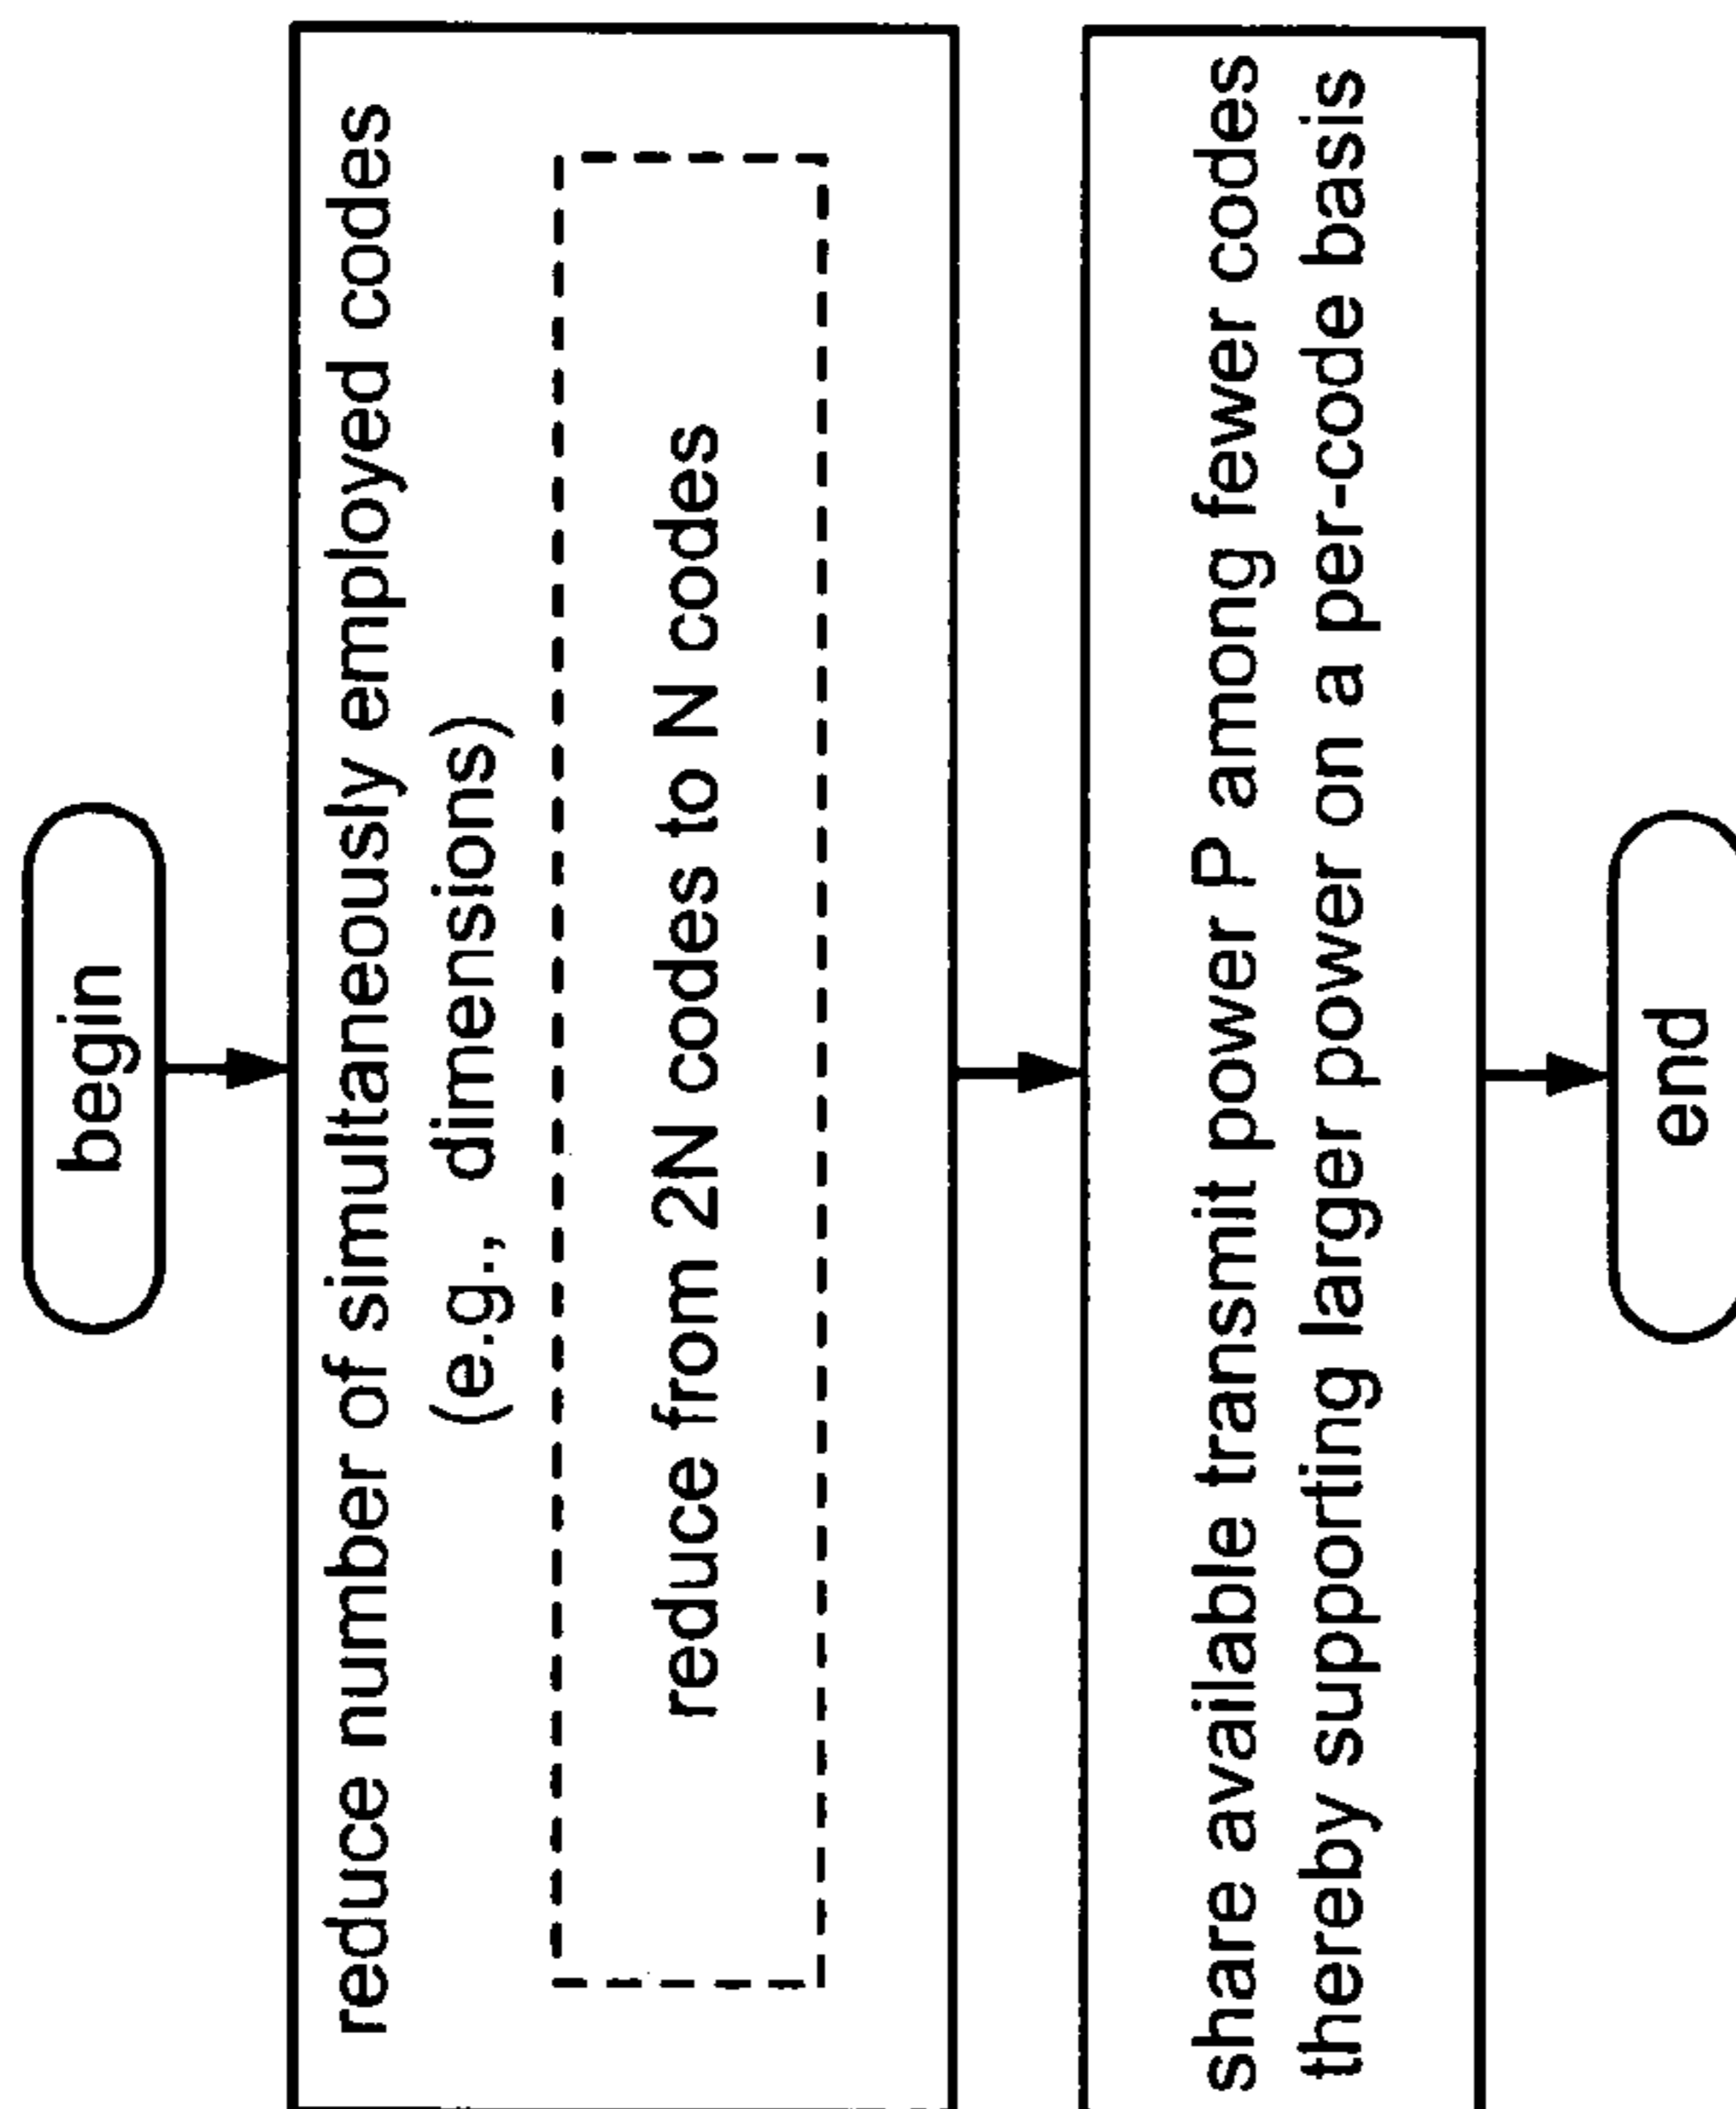 begin
reduce number of simultaneously employed codes
(e.g., dimensions)
reduce from 2N codes to N codes
share available transmit power P among fewer codes
thereby supporting larger power on a per-code basis
end